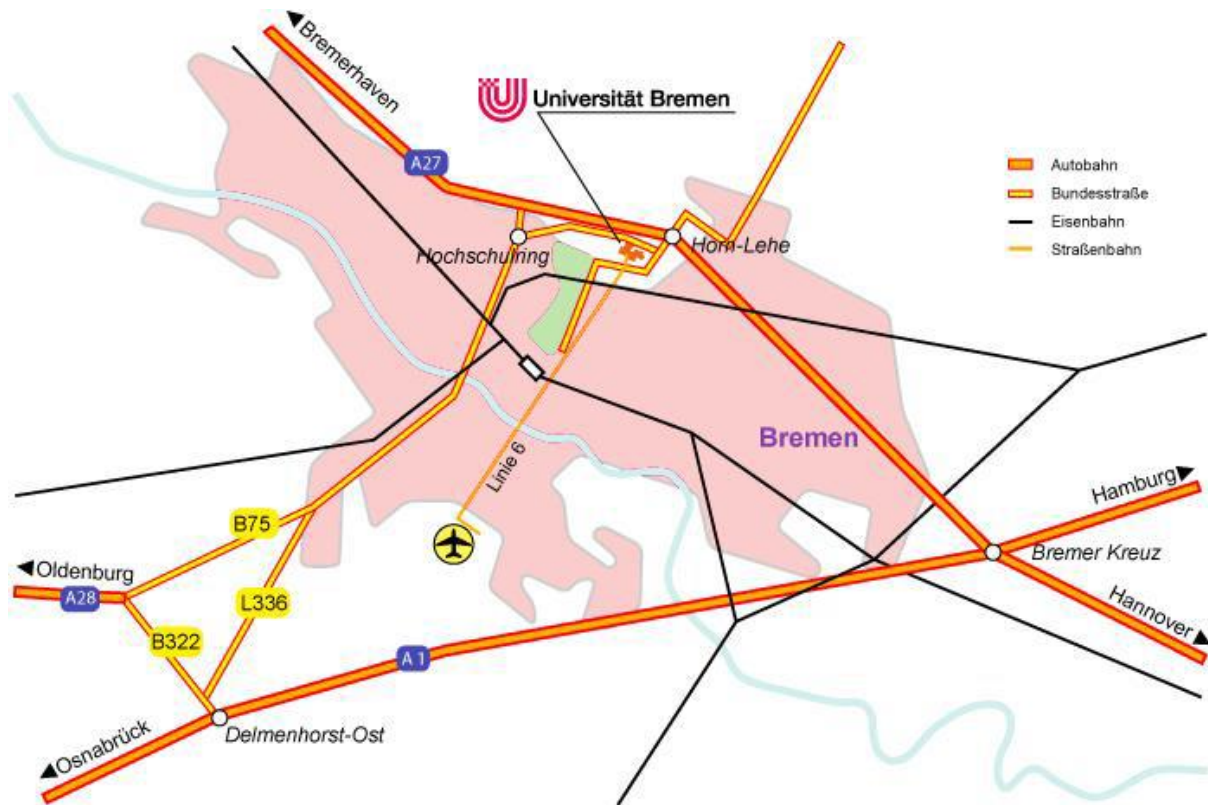 Bremerhaven
Universität Bremen
A27
Autobahn
Bundesstraße
Eisenbahn
Straßenbahn
Hochschulring
Horn-Lehe
Bremen
Linie 6
Hamburg
B75
Bremer Kreuz
Oldenburg
A28
L336
Hannover
B322
A 1
Delmenhorst-Ost
Osnabrück